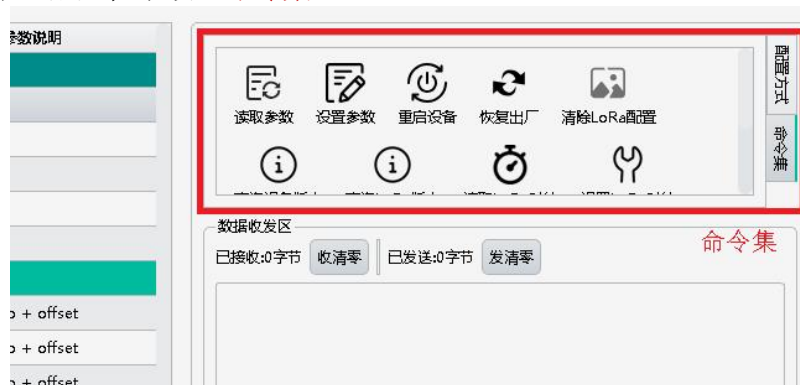 参数说明
配置方式
读取参数 设置参数 重启设备 恢复出厂 清除LoRa配置
命令集
数据收发区
命令集
已接收:0字节 收清零 已发送:0字节 发清零
+ offset
+ offset
+ offset